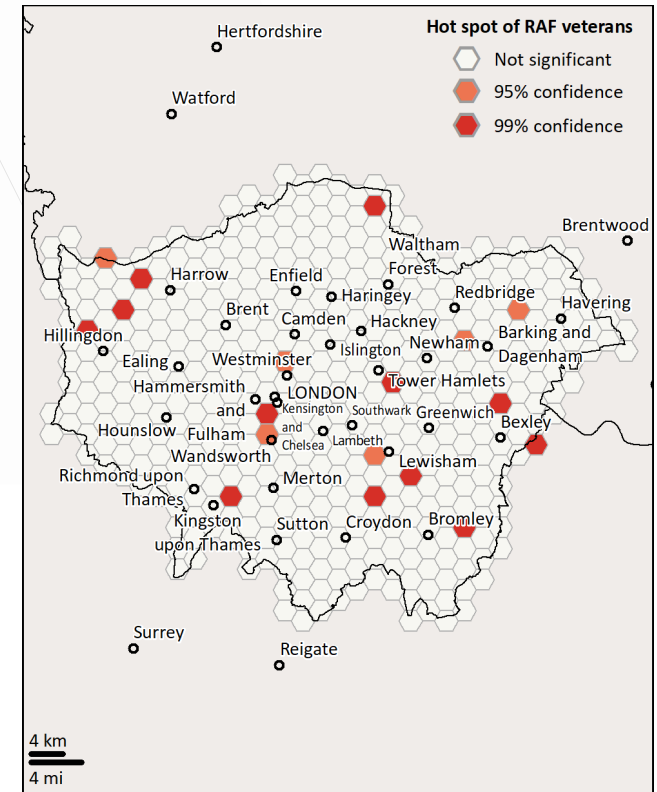 Hertfordshire
Hot spot of RAF veterans
Not significant
95% confidence
99% confidence
Watford
Brentwood
Waltham
Forest
Harrow
Enfield
Haringey
Redbridge
Havering
Brent
Camden
Hackney
Barking and
Dagenham
Hillingdon
Islington
Newham
Ealing
Westminster
Tower Hamlets
Hammersmith
and
Fulham
LONDON
Kensington
and
Chelsea
Southwark
Greenwich
Bexley
Hounslow
Lambeth
Wandsworth
Lewisham
Richmond upon
Thames
Merton
Kingston
upon Thames
Sutton
Croydon
Bromley
Surrey
Reigate
4 km
4 mi